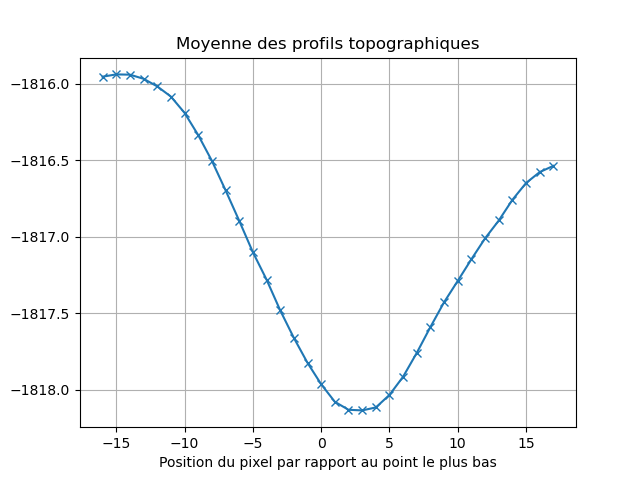 Moyenne des profils topographiques
−1816.0
−1816.5
−1817.0
−1817.5
−1818.0
−15 −10 −5 0 5 10 15
Position du pixel par rapport au point le plus bas